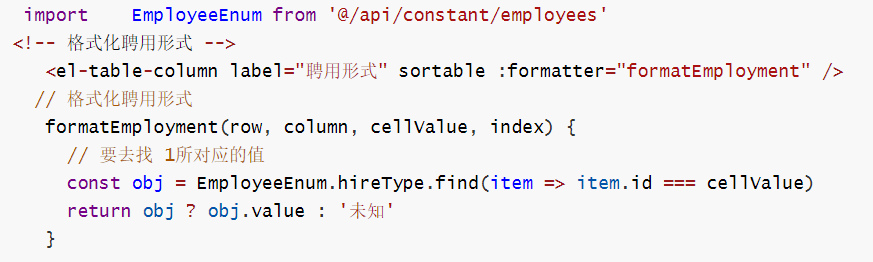 import    EmployeeEnum from '@/api/constant/employees'
<!-- 格式化聘用形式 -->
<el-table-column label="聘用形式" sortable :formatter="formatEmployment" />
// 格式化聘用形式
formatEmployment(row, column, cellValue, index) {
// 要去找 1所对应的值
const obj = EmployeeEnum.hireType.find(item => item.id === cellValue)
return obj ? obj.value : '未知'
}